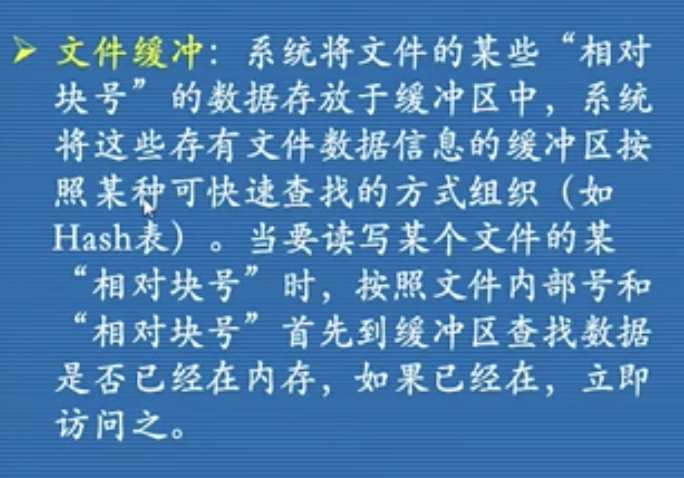 文件缓冲：系统将文件的某些“相对
块号”的数据存放于缓冲区中，系统
将这些存有文件数据信息的缓冲区按
照某种可快速查找的方式组织（如
Hash表）。当要读写某个文件的某
“相对块号”时，按照文件内部号和
“相对块号”首先到缓冲区查找数据
是否已经在内存，如果已经在，立即
访问之。